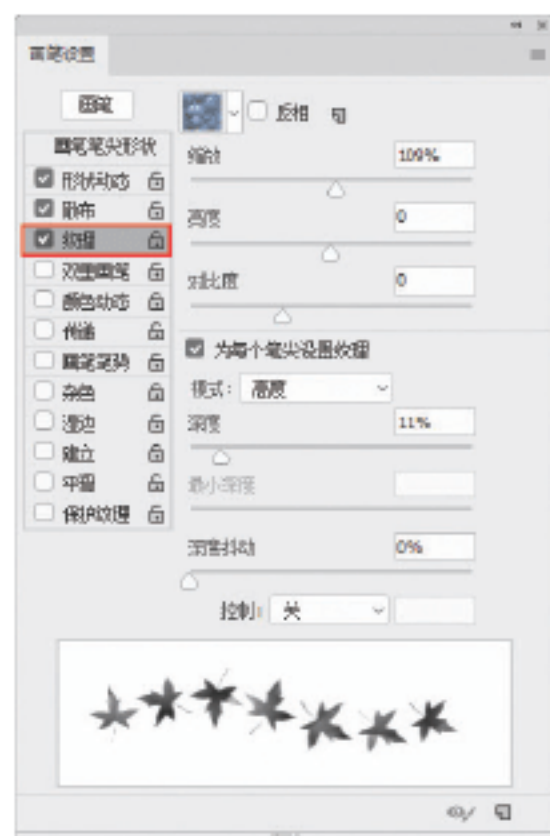 画笔设置
画笔
反相
画笔笔尖形状
缩放 109%
形状动态
散布
亮度 0
纹理
双重画笔
对比度 0
颜色动态
传递
为每个笔尖设置纹理
画笔笔势
杂色
模式： 高度
湿边
深度 11%
建立
平滑
最小深度
保护纹理
深度抖动 0%
控制： 关